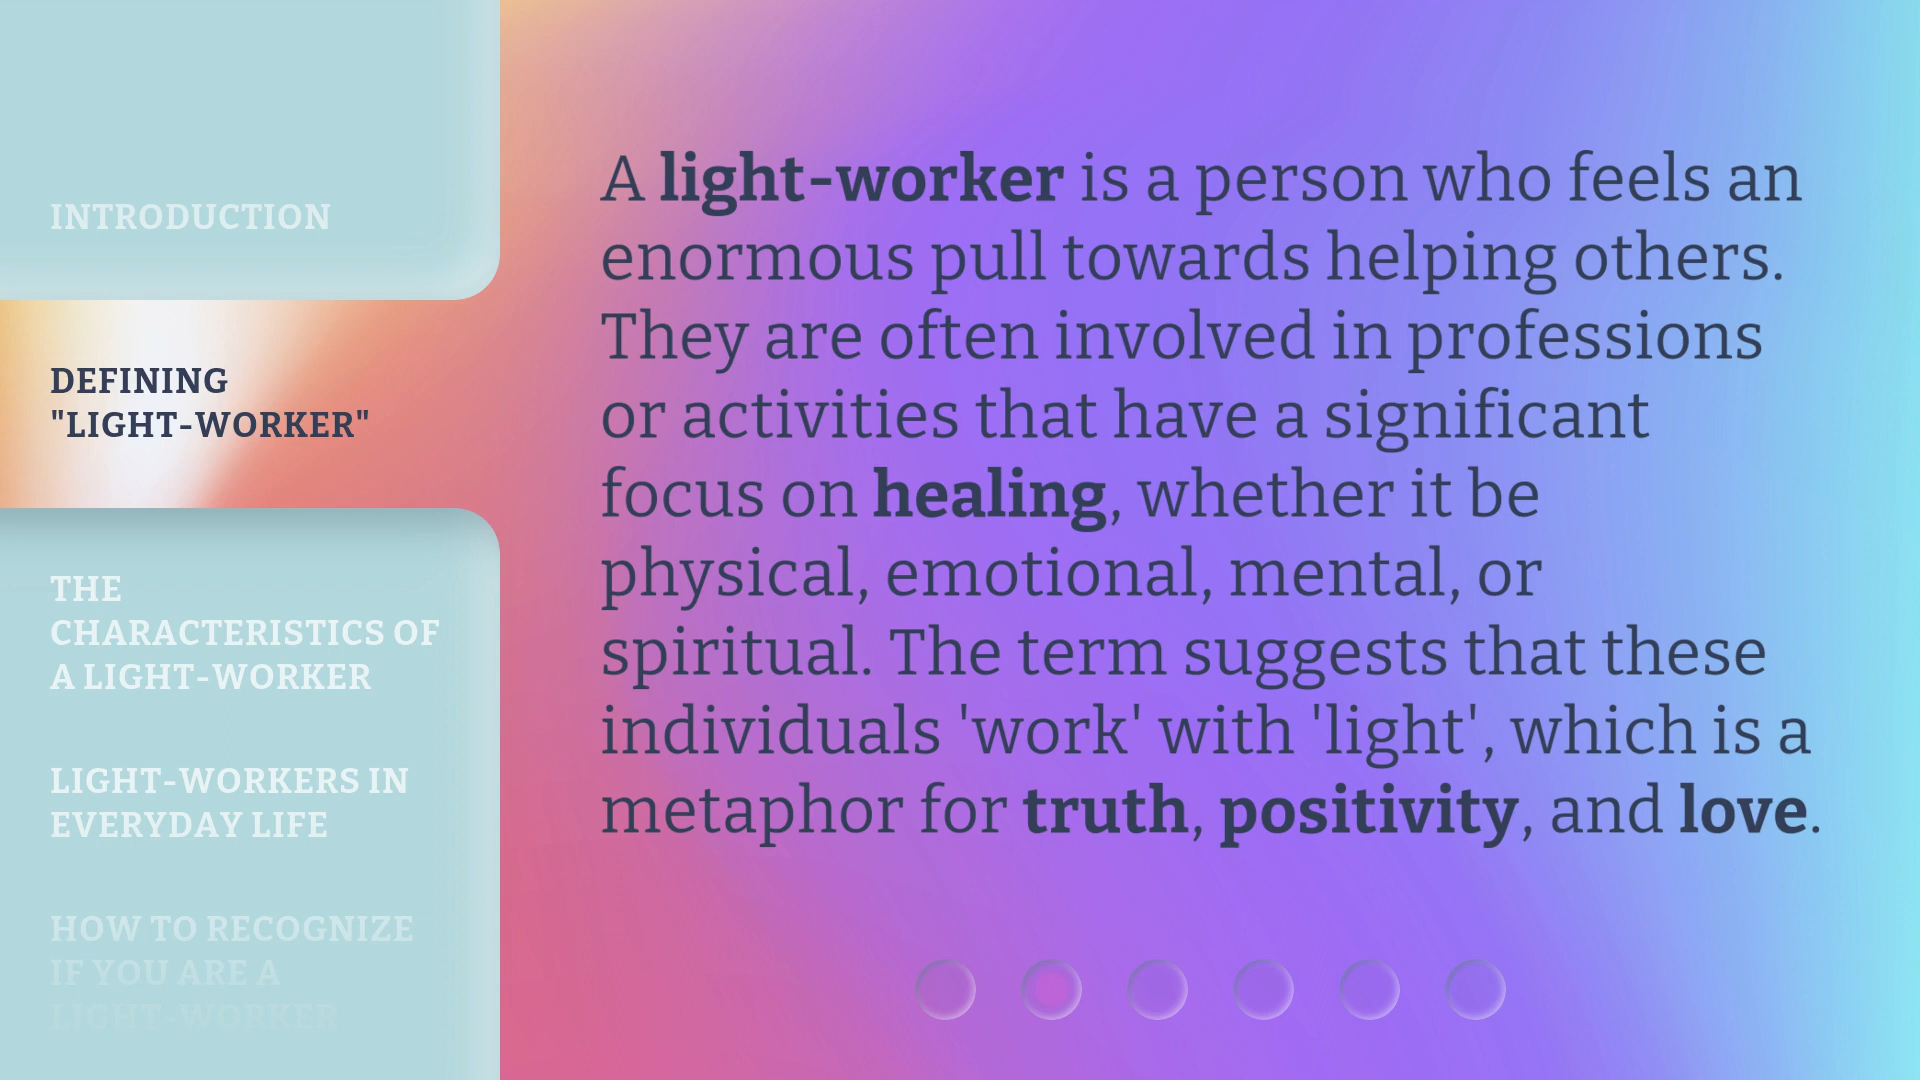 INTRODUCTION
DEFINING
"LIGHT-WORKER"
THE
CHARACTERISTICS OF
A LIGHT-WORKER
LIGHT-WORKERS IN
EVERYDAY LIFE
HOW TO RECOGNIZE
IF YOU ARE A
LIGHT-WORKER
A light-worker is a person who feels an
enormous pull towards helping others.
They are often involved in professions
or activities that have a significant
focus on healing, whether it be
physical, emotional, mental, or
spiritual. The term suggests that these
individuals 'work' with 'light', which is a
metaphor for truth, positivity, and love.